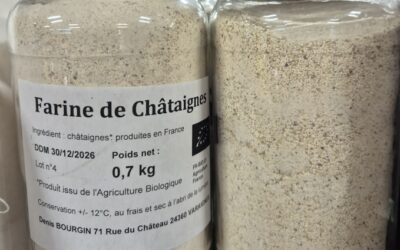 Farine de Châtaignes
Ingrédient : châtaignes* produites en France
DDM 30/12/2026 Poids net :
Lot n°4 0,7 kg
*Produit issu de l'Agriculture Biologique
Conservation +/- 12°C, au frais et sec à l'abri de la
Denis BOURGIN 71 Rue du Château 24360